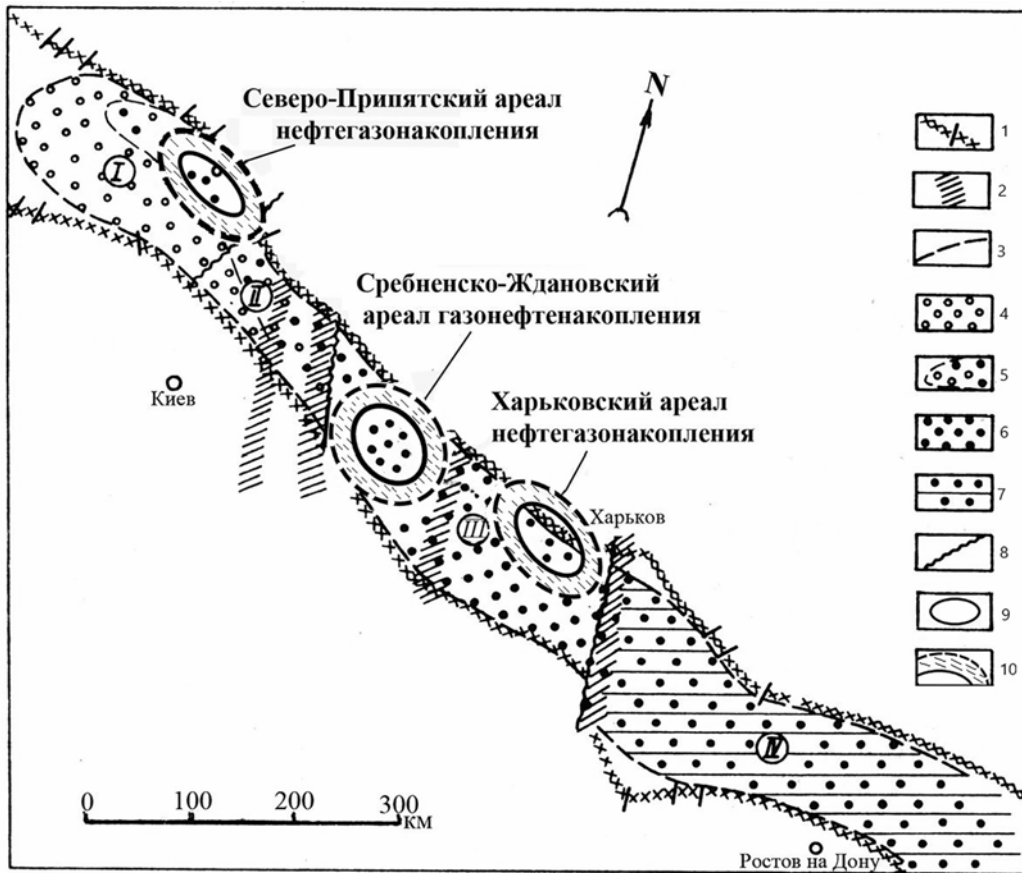 Северо-Припятский ареал
нефтегазонакопления
N
I
Сребненско-Ждановский
ареал газонефтенакопления
II
Киев
Харьковский ареал
нефтегазонакопления
III
Харьков
IV
0 100 200 300
КМ
Ростов на Дону
1
2
3
4
5
6
7
8
9
10